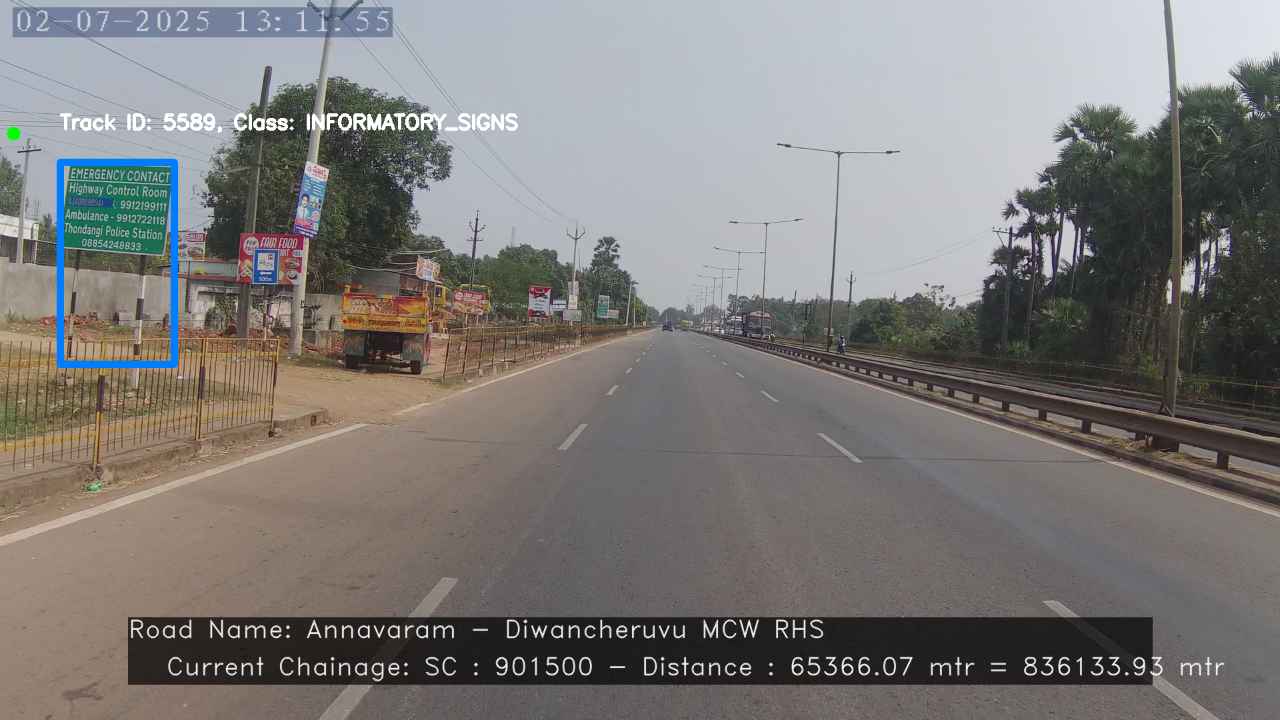 02-07-2025 13:11:55
Track ID: 5589, Class: INFORMATORY_SIGNS
EMERGENCY CONTACT
Highway Control Room
: 9912199111
Ambulance - 9912722118
Thondangi Police Station
08854248833
FOOD
500m
Road Name: Annavaram - Diwancheruvu MCW RHS
Current Chainage: SC : 901500 - Distance : 65366.07 mtr = 836133.93 mtr